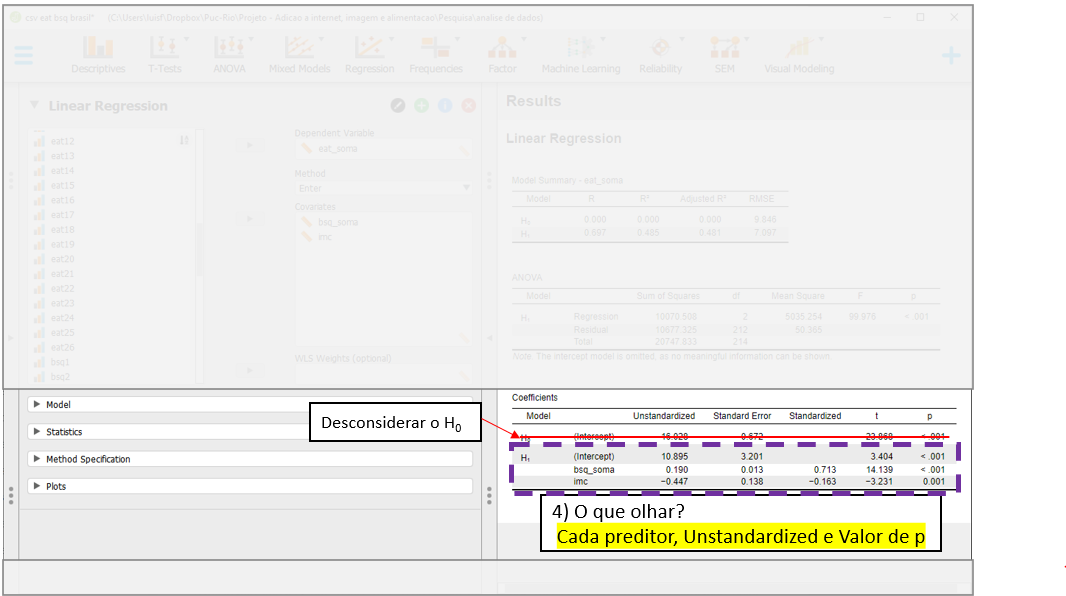 csv eat bsq brasil* (C:\Users\luisf\Dropbox\Puc-Rio\Projeto - Adicao a internet, imagem e alimentacao\Pesquisa\analise de dados)
Descriptives T-Tests ANOVA Mixed Models Regression Frequencies Factor Machine Learning Reliability SEM Visual Modeling
Linear Regression
eat12
eat13
eat14
eat15
eat16
eat17
eat18
eat19
eat20
eat21
eat22
eat23
eat24
eat25
eat26
bsq1
bsq2
Dependent Variable
eat_soma
Method
Enter
Covariates
bsq_soma
imc
WLS Weights (optional)
Results
Linear Regression
Model Summary - eat_soma
Model R R² Adjusted R² RMSE
H₀ 0.000 0.000 0.000 9.846
H₁ 0.697 0.485 0.481 7.097
ANOVA
Model Sum of Squares df Mean Square F p
H₁ Regression 10070.508 2 5035.254 99.976 < .001
Residual 10677.325 212 50.365
Total 20747.833 214
Note. The intercept model is omitted, as no meaningful information can be shown.
Model
Statistics
Method Specification
Plots
Desconsiderar o H₀
Coefficients
Model Unstandardized Standard Error Standardized t p
H₀ (Intercept) 16.028 0.672 23.868 < .001
H₁ (Intercept) 10.895 3.201 3.404 < .001
bsq_soma 0.190 0.013 0.713 14.139 < .001
imc −0.447 0.138 −0.163 −3.231 0.001
4) O que olhar?
Cada preditor, Unstandardized e Valor de p